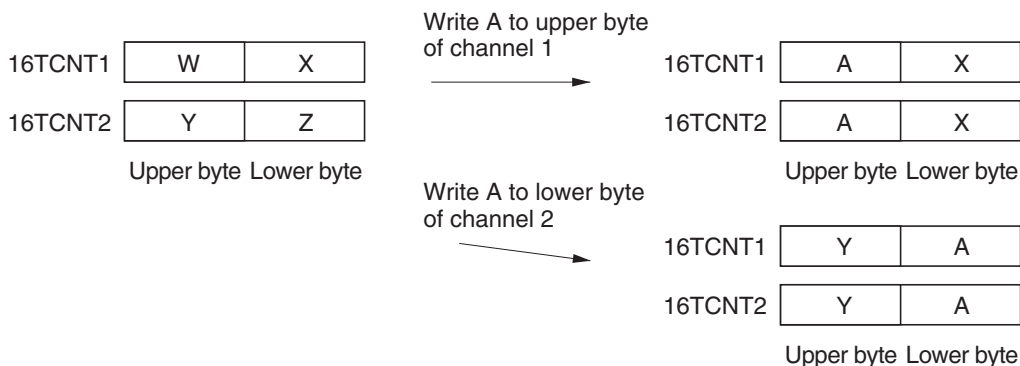 Write A to upper byte
of channel 1
16TCNT1 W X
16TCNT2 Y Z
Upper byte Lower byte
16TCNT1 A X
16TCNT2 A X
Upper byte Lower byte
Write A to lower byte
of channel 2
16TCNT1 Y A
16TCNT2 Y A
Upper byte Lower byte